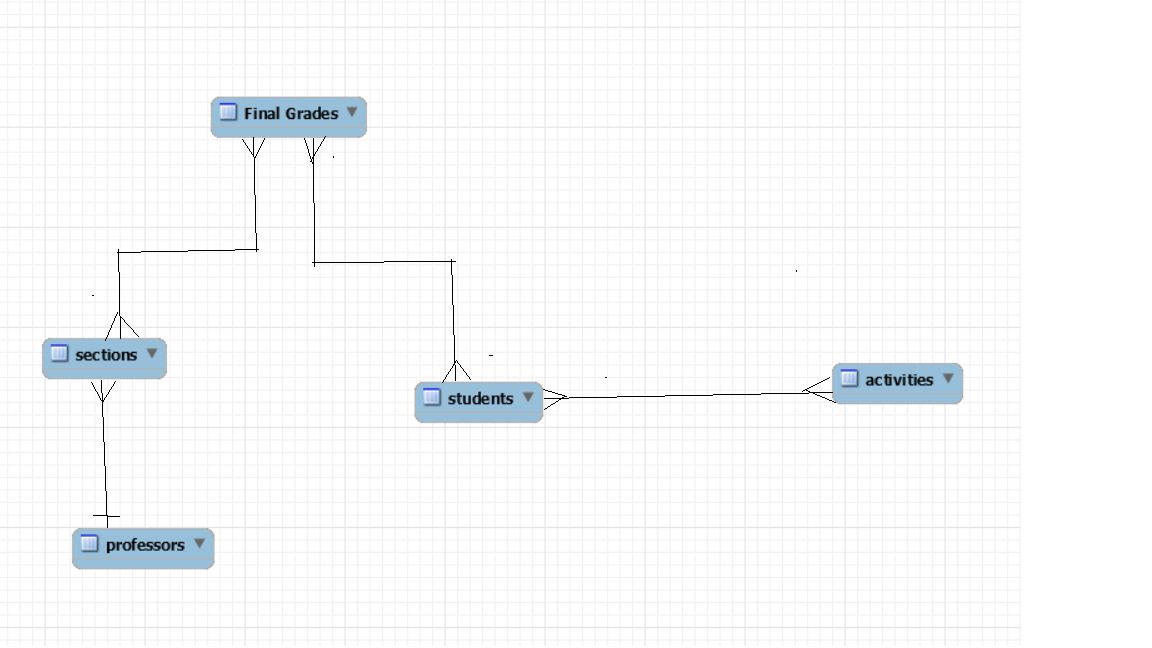 Final Grades
sections
activities
students
professors